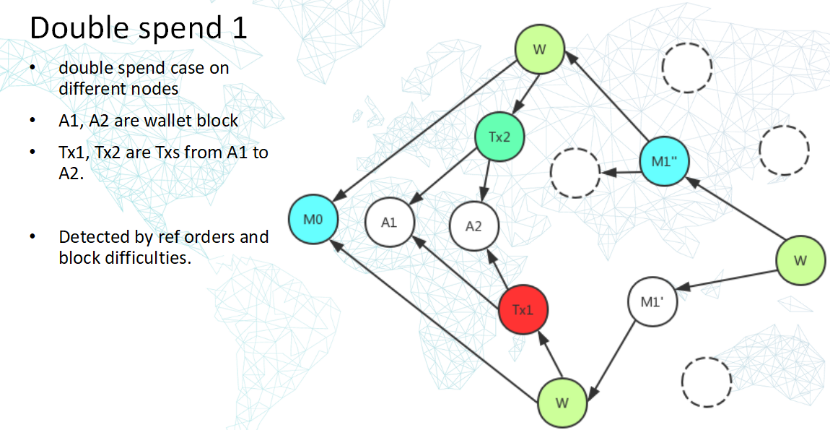 Double spend 1
• double spend case on
different nodes
• A1, A2 are wallet block
• Tx1, Tx2 are Txs from A1 to
A2.
• Detected by ref orders and
block difficulties.
W
Tx2
M1"
M0
A1
A2
W
M1'
Tx1
W